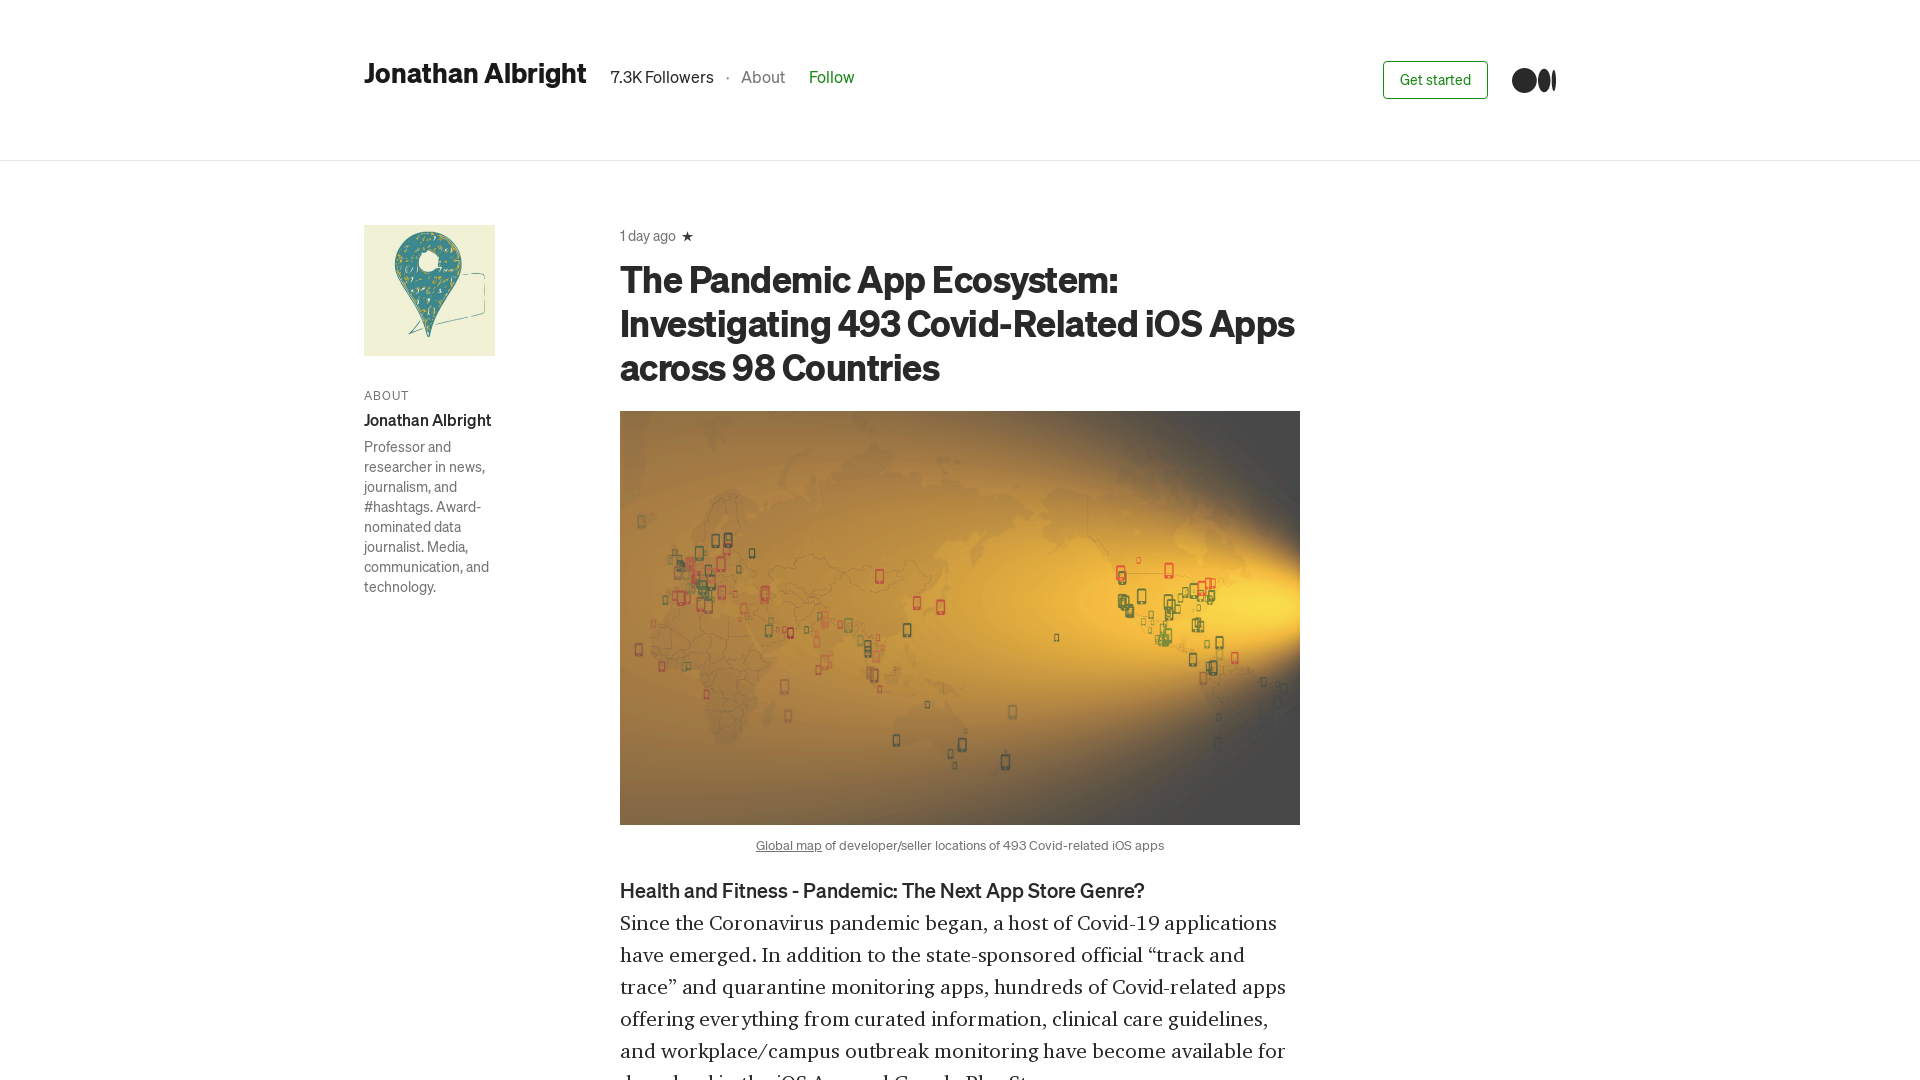 Jonathan Albright
7.3K Followers · About Follow
Get started
ABOUT
Jonathan Albright
Professor and
researcher in news,
journalism, and
#hashtags. Award-
nominated data
journalist. Media,
communication, and
technology.
1 day ago ★
The Pandemic App Ecosystem:
Investigating 493 Covid-Related iOS Apps
across 98 Countries
Global map of developer/seller locations of 493 Covid-related iOS apps
Health and Fitness - Pandemic: The Next App Store Genre?
Since the Coronavirus pandemic began, a host of Covid-19 applications
have emerged. In addition to the state-sponsored official “track and
trace” and quarantine monitoring apps, hundreds of Covid-related apps
offering everything from curated information, clinical care guidelines,
and workplace/campus outbreak monitoring have become available for